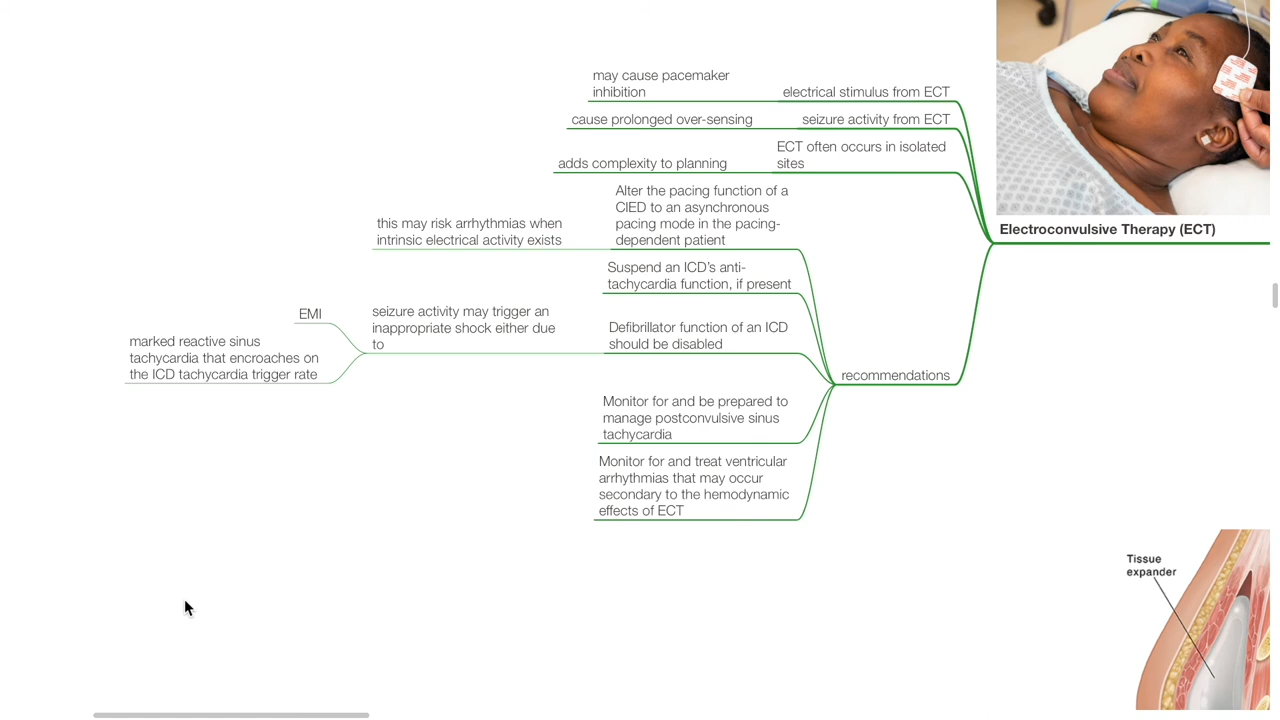 may cause pacemaker
inhibition
electrical stimulus from ECT
cause prolonged over-sensing
seizure activity from ECT
ECT often occurs in isolated
sites
adds complexity to planning
Alter the pacing function of a
CIED to an asynchronous
pacing mode in the pacing-
dependent patient
this may risk arrhythmias when
intrinsic electrical activity exists
Electroconvulsive Therapy (ECT)
Suspend an ICD’s anti-
tachycardia function, if present
EMI
seizure activity may trigger an
inappropriate shock either due
to
Defibrillator function of an ICD
should be disabled
marked reactive sinus
tachycardia that encroaches on
the ICD tachycardia trigger rate
recommendations
Monitor for and be prepared to
manage postconvulsive sinus
tachycardia
Monitor for and treat ventricular
arrhythmias that may occur
secondary to the hemodynamic
effects of ECT
Tissue
expander